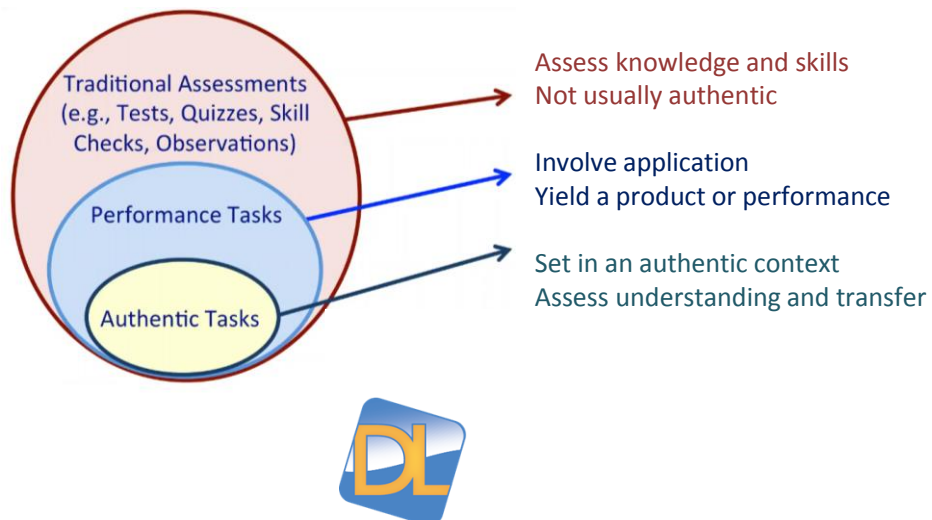 Traditional Assessments
(e.g., Tests, Quizzes, Skill
Checks, Observations)
Performance Tasks
Authentic Tasks
Assess knowledge and skills
Not usually authentic
Involve application
Yield a product or performance
Set in an authentic context
Assess understanding and transfer
DL